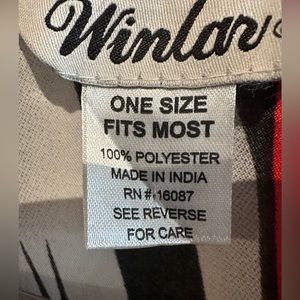 Winlar
ONE SIZE
FITS MOST
100% POLYESTER
MADE IN INDIA
RN # 16087
SEE REVERSE
FOR CARE